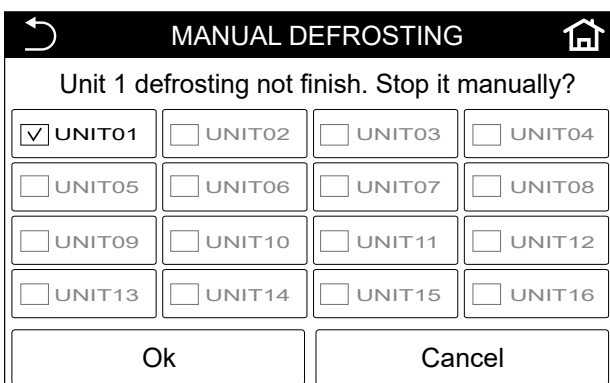 MANUAL DEFROSTING
Unit 1 defrosting not finish. Stop it manually?
UNIT01 UNIT02 UNIT03 UNIT04
UNIT05 UNIT06 UNIT07 UNIT08
UNIT09 UNIT10 UNIT11 UNIT12
UNIT13 UNIT14 UNIT15 UNIT16
Ok Cancel